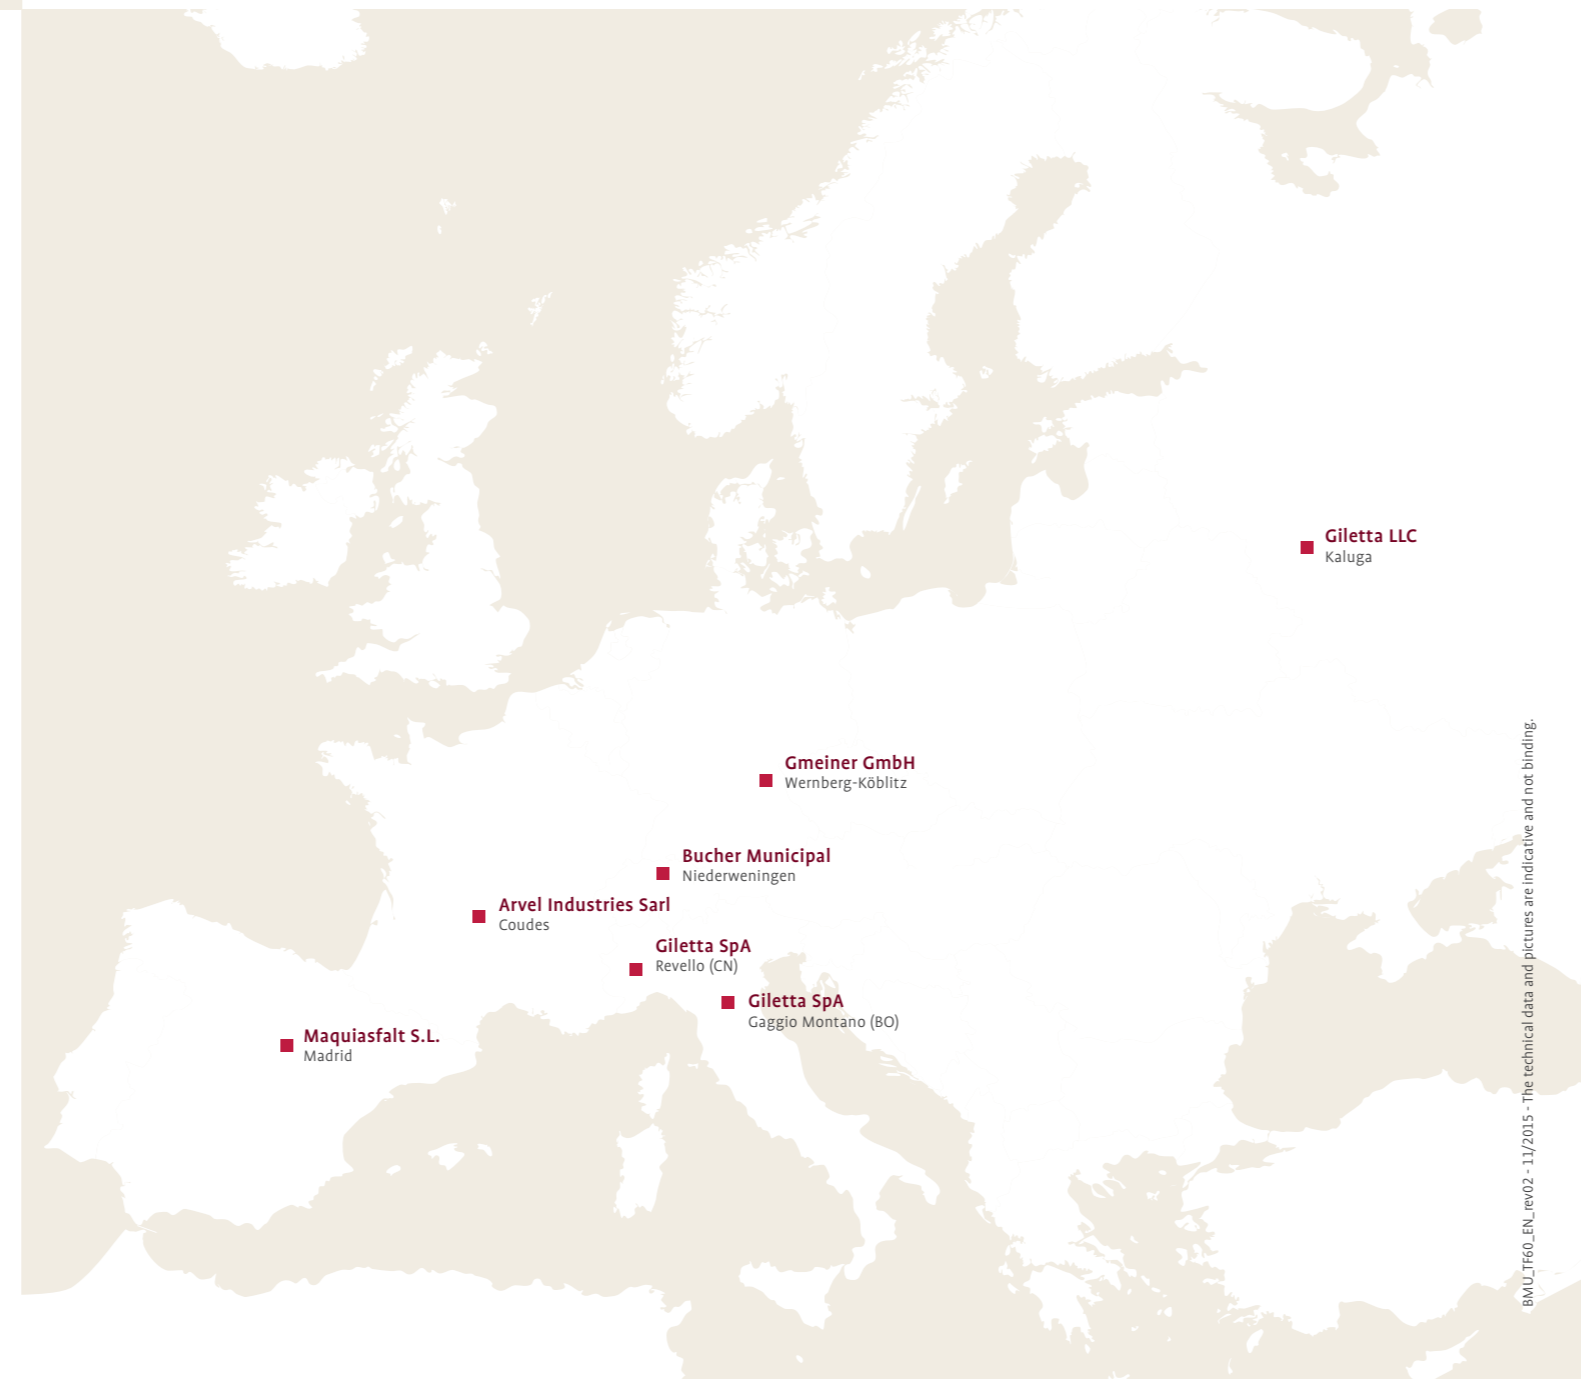 Giletta LLC
Kaluga
Gmeiner GmbH
Wernberg-Köblitz
Bucher Municipal
Niederweningen
Arvel Industries Sarl
Coudes
Giletta SpA
Revello (CN)
Giletta SpA
Gaggio Montano (BO)
Maquiasfalt S.L.
Madrid
BMU_TF60_EN_rev02 - 11/2015 - The technical data and pictures are indicative and not binding.